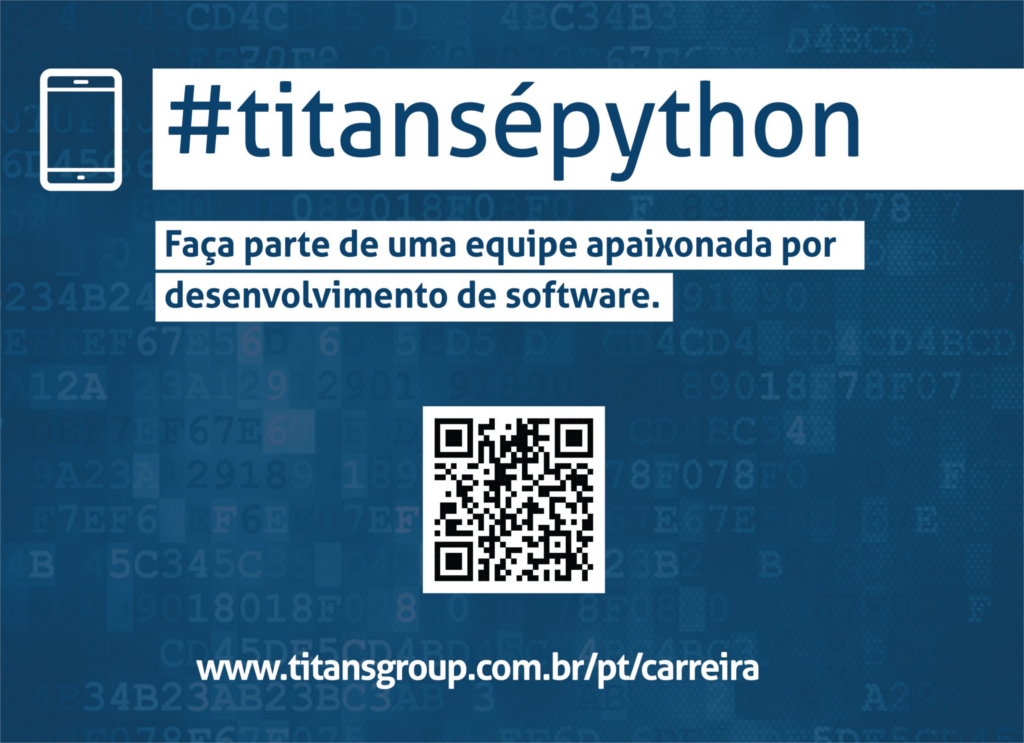 #titansépython
Faça parte de uma equipe apaixonada por
desenvolvimento de software.
www.titansgroup.com.br/pt/carreira